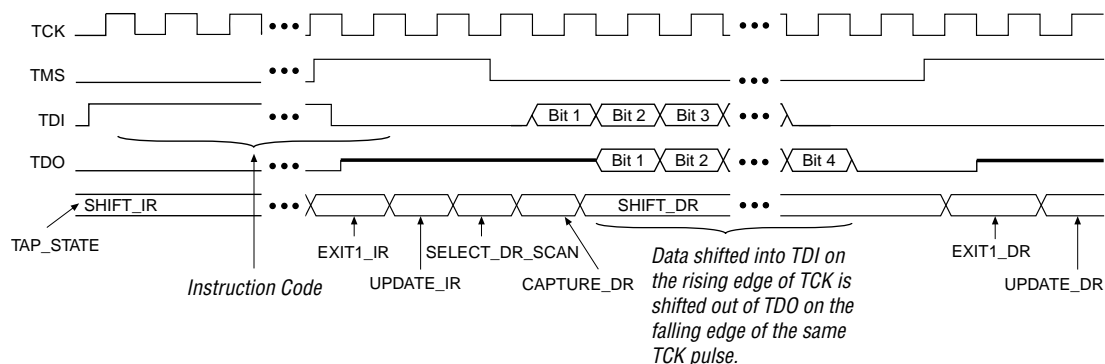 TCK
TMS
TDI
Bit 1 Bit 2 Bit 3
TDO
Bit 1 Bit 2 Bit 4
SHIFT_IR
SHIFT_DR
TAP_STATE
EXIT1_IR
SELECT_DR_SCAN
EXIT1_DR
UPDATE_IR
CAPTURE_DR
UPDATE_DR
Instruction Code
Data shifted into TDI on
the rising edge of TCK is
shifted out of TDO on the
falling edge of the same
TCK pulse.